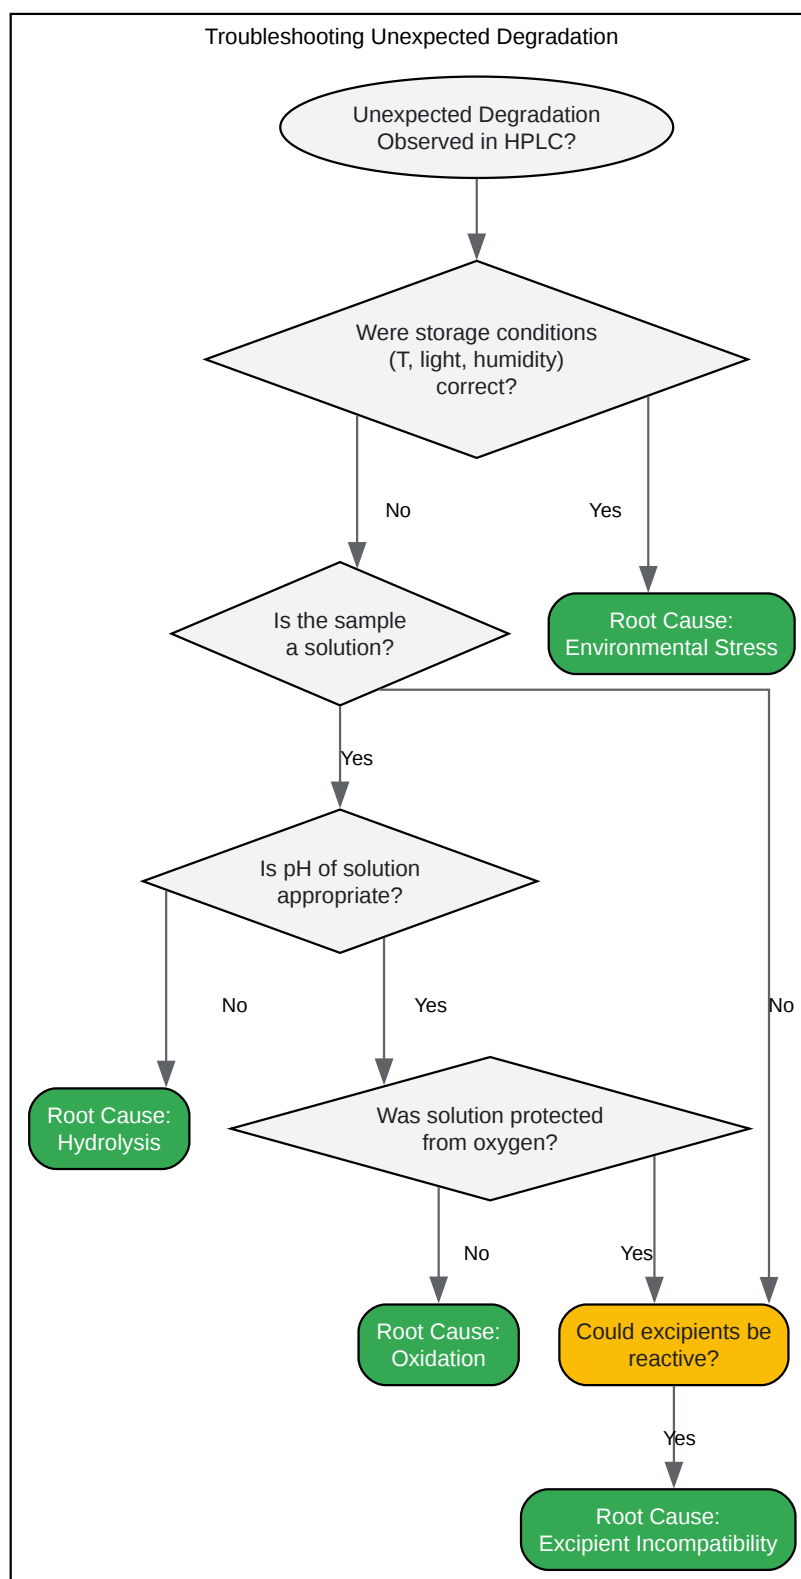 Troubleshooting Unexpected Degradation
Unexpected Degradation
Observed in HPLC?
Were storage conditions
(T, light, humidity)
correct?
No
Yes
Is the sample
a solution?
Root Cause:
Environmental Stress
Yes
Is pH of solution
appropriate?
No
Yes
No
Root Cause:
Hydrolysis
Was solution protected
from oxygen?
No
Yes
Root Cause:
Oxidation
Could excipients be
reactive?
Yes
Root Cause:
Excipient Incompatibility